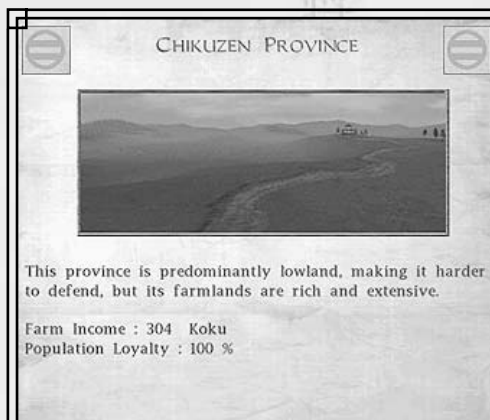 Chikuzen Province
This province is predominantly lowland, making it harder
to defend, but its farmlands are rich and extensive.
Farm Income : 304 Koku
Population Loyalty : 100 %